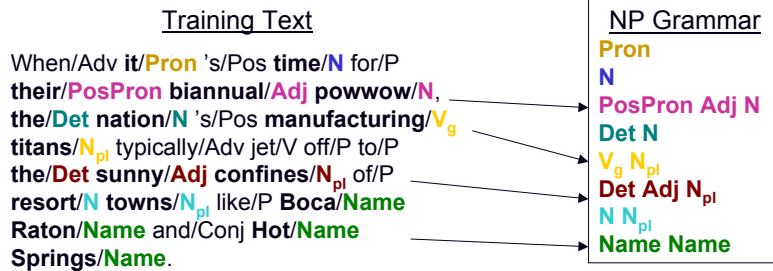 Training Text
When/Adv it/Pron 's/Pos time/N for/P
their/PosPron biannual/Adj powwow/N,
the/Det nation/N 's/Pos manufacturing/Vg
titans/Npl typically/Adv jet/V off/P to/P
the/Det sunny/Adj confines/Npl of/P
resort/N towns/Npl like/P Boca/Name
Raton/Name and/Conj Hot/Name
Springs/Name.
NP Grammar
Pron
N
PosPron Adj N
Det N
Vg Npl
Det Adj Npl
N Npl
Name Name